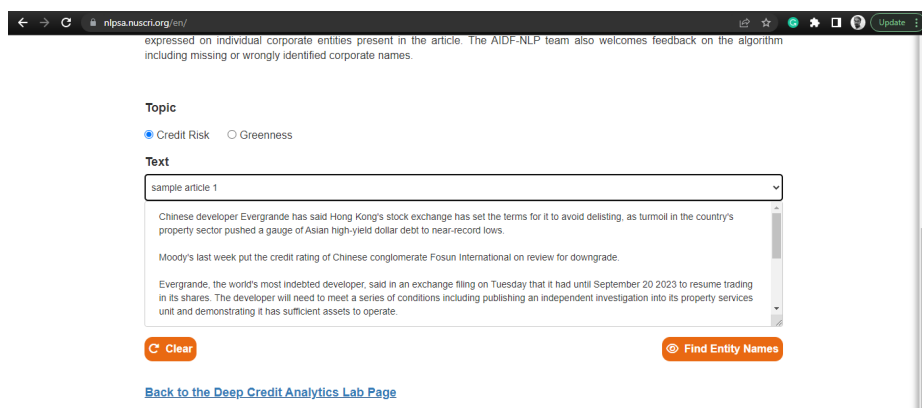 nlpsa.nuscri.org/en/
Update
expressed on individual corporate entities present in the article. The AIDF-NLP team also welcomes feedback on the algorithm
including missing or wrongly identified corporate names.
Topic
Credit Risk Greenness
Text
sample article 1
Chinese developer Evergrande has said Hong Kong's stock exchange has set the terms for it to avoid delisting, as turmoil in the country's
property sector pushed a gauge of Asian high-yield dollar debt to near-record lows.
Moody's last week put the credit rating of Chinese conglomerate Fosun International on review for downgrade.
Evergrande, the world's most indebted developer, said in an exchange filing on Tuesday that it had until September 20 2023 to resume trading
in its shares. The developer will need to meet a series of conditions including publishing an independent investigation into its property services
unit and demonstrating it has sufficient assets to operate.
Clear Find Entity Names
Back to the Deep Credit Analytics Lab Page